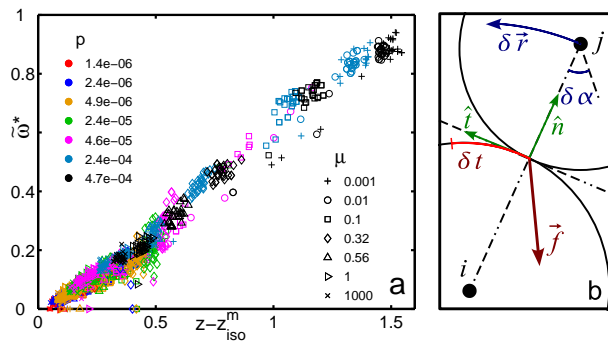 p
1.4e−06
2.4e−06
4.9e−06
2.4e−05
4.6e−05
2.4e−04
4.7e−04
μ
0.001
0.01
0.1
0.32
0.56
1
1000
a
ω̃*
0
0.2
0.4
0.6
0.8
1
0
0.5
1
1.5
z−z_iso^m
δ r⃗
j
δ α
t̂
n̂
δ t
f⃗
i
b